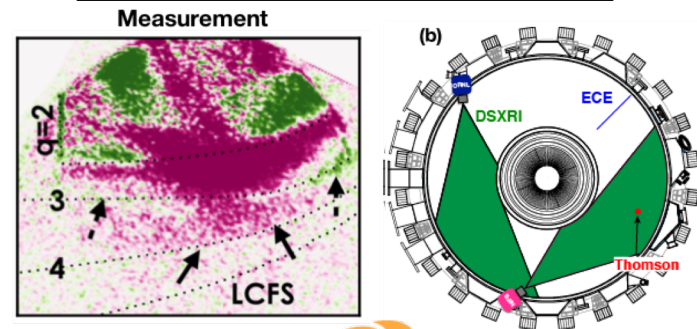 Measurement
(b)
q=2
3
4
LCFS
DSXRI
ECE
Thomson